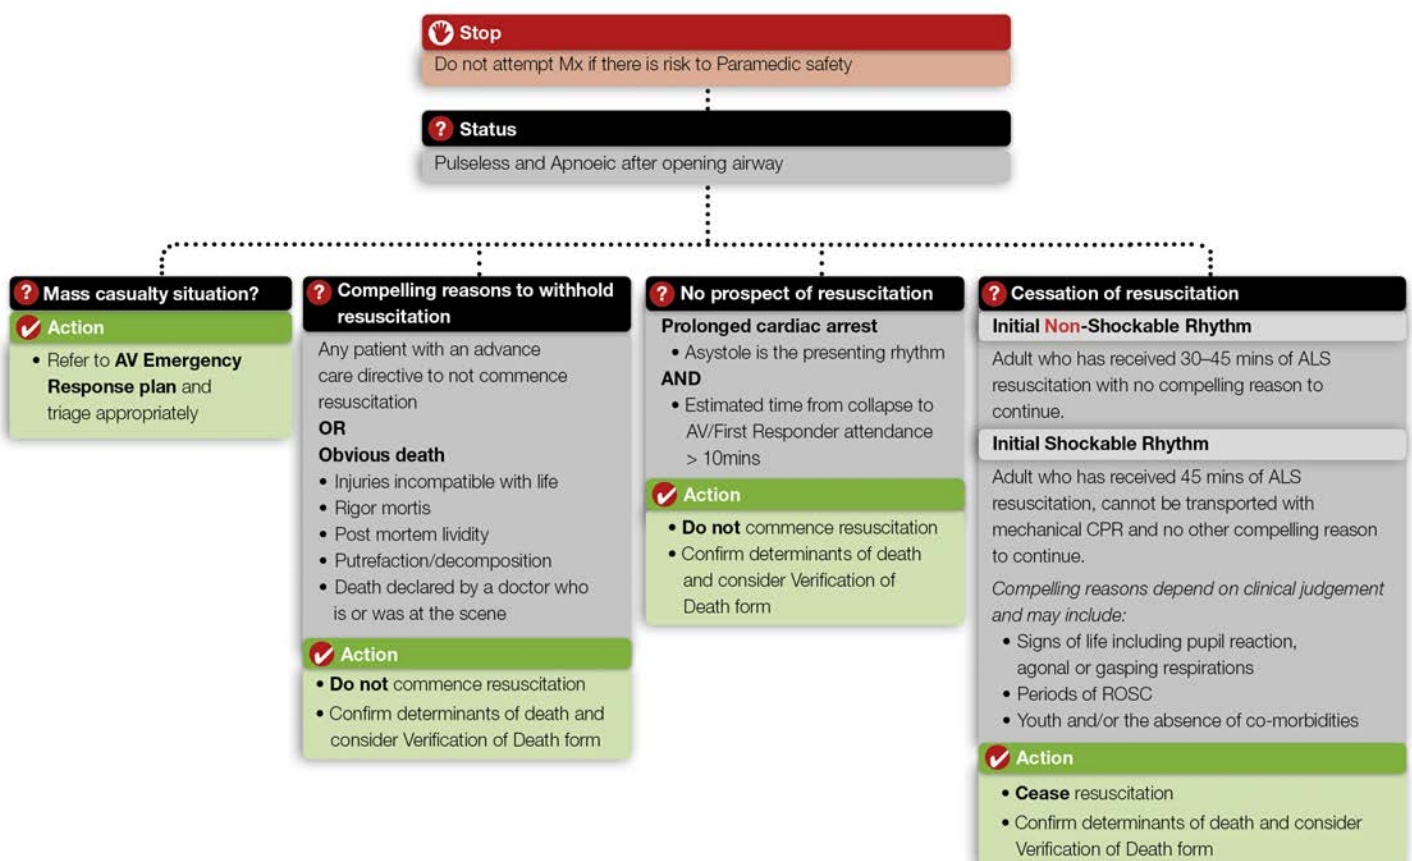 Stop
Do not attempt Mx if there is risk to Paramedic safety
? Status
Pulseless and Apnoeic after opening airway
? Mass casualty situation?
Action
• Refer to AV Emergency
Response plan and
triage appropriately
? Compelling reasons to withhold
resuscitation
Any patient with an advance
care directive to not commence
resuscitation
OR
Obvious death
• Injuries incompatible with life
• Rigor mortis
• Post mortem lividity
• Putrefaction/decomposition
• Death declared by a doctor who
is or was at the scene
Action
• Do not commence resuscitation
• Confirm determinants of death and
consider Verification of Death form
? No prospect of resuscitation
Prolonged cardiac arrest
• Asystole is the presenting rhythm
AND
• Estimated time from collapse to
AV/First Responder attendance
> 10mins
Action
• Do not commence resuscitation
• Confirm determinants of death
and consider Verification of
Death form
? Cessation of resuscitation
Initial Non-Shockable Rhythm
Adult who has received 30–45 mins of ALS
resuscitation with no compelling reason to
continue.
Initial Shockable Rhythm
Adult who has received 45 mins of ALS
resuscitation, cannot be transported with
mechanical CPR and no other compelling reason
to continue.
Compelling reasons depend on clinical judgement
and may include:
• Signs of life including pupil reaction,
agonal or gasping respirations
• Periods of ROSC
• Youth and/or the absence of co-morbidities
Action
• Cease resuscitation
• Confirm determinants of death and consider
Verification of Death form